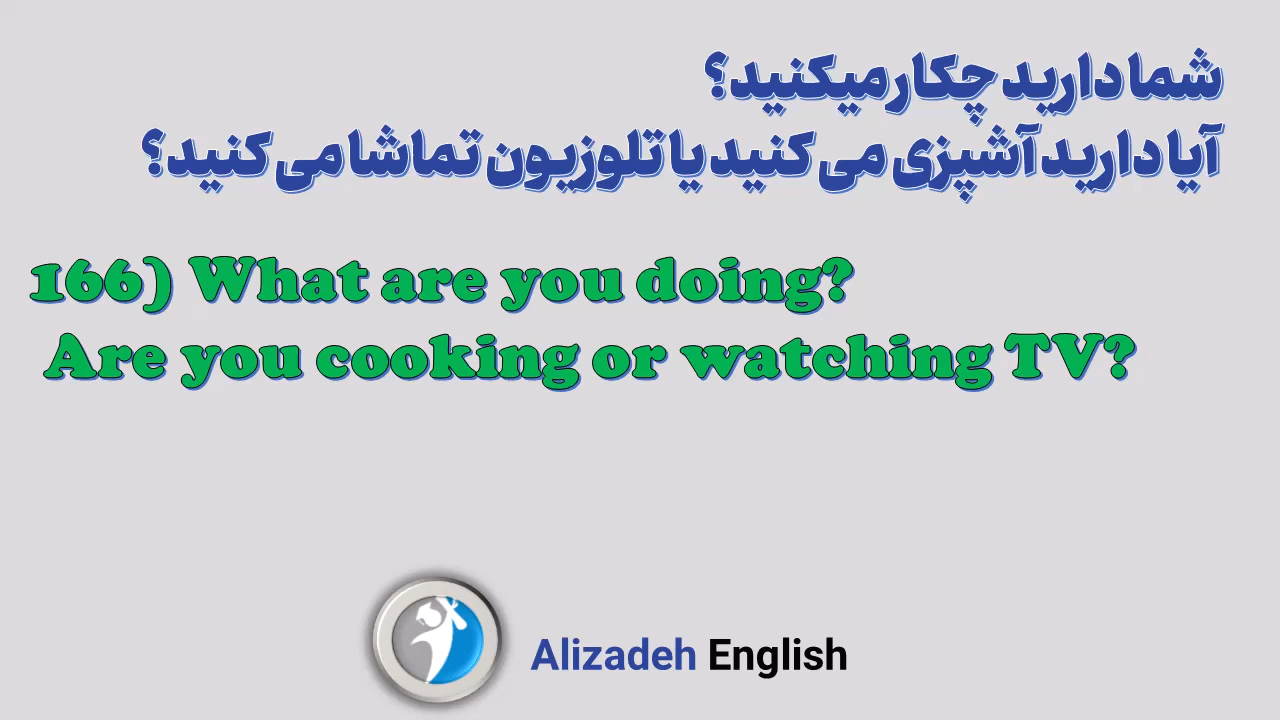 شما دارید چکار میکنید؟
آیا دارید آشپزی می کنید یا تلوزیون تماشا می کنید؟
166) What are you doing?
Are you cooking or watching TV?
Alizadeh English